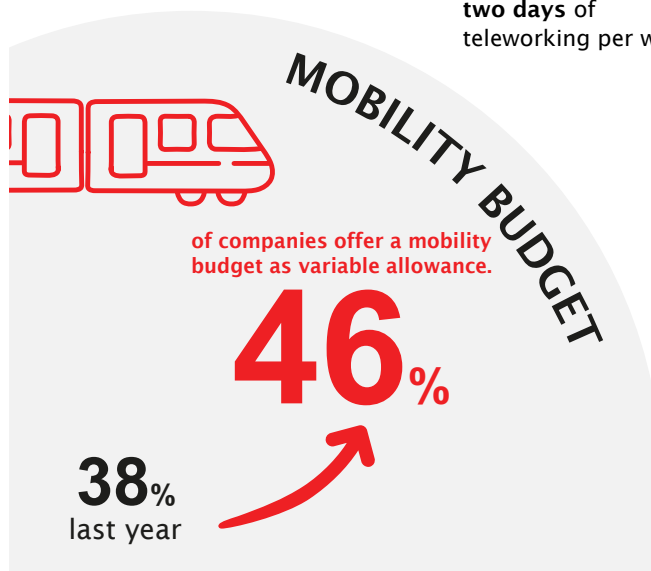 two days of
teleworking per
MOBILITY BUDGET
of companies offer a mobility
budget as variable allowance.
46%
38%
last year